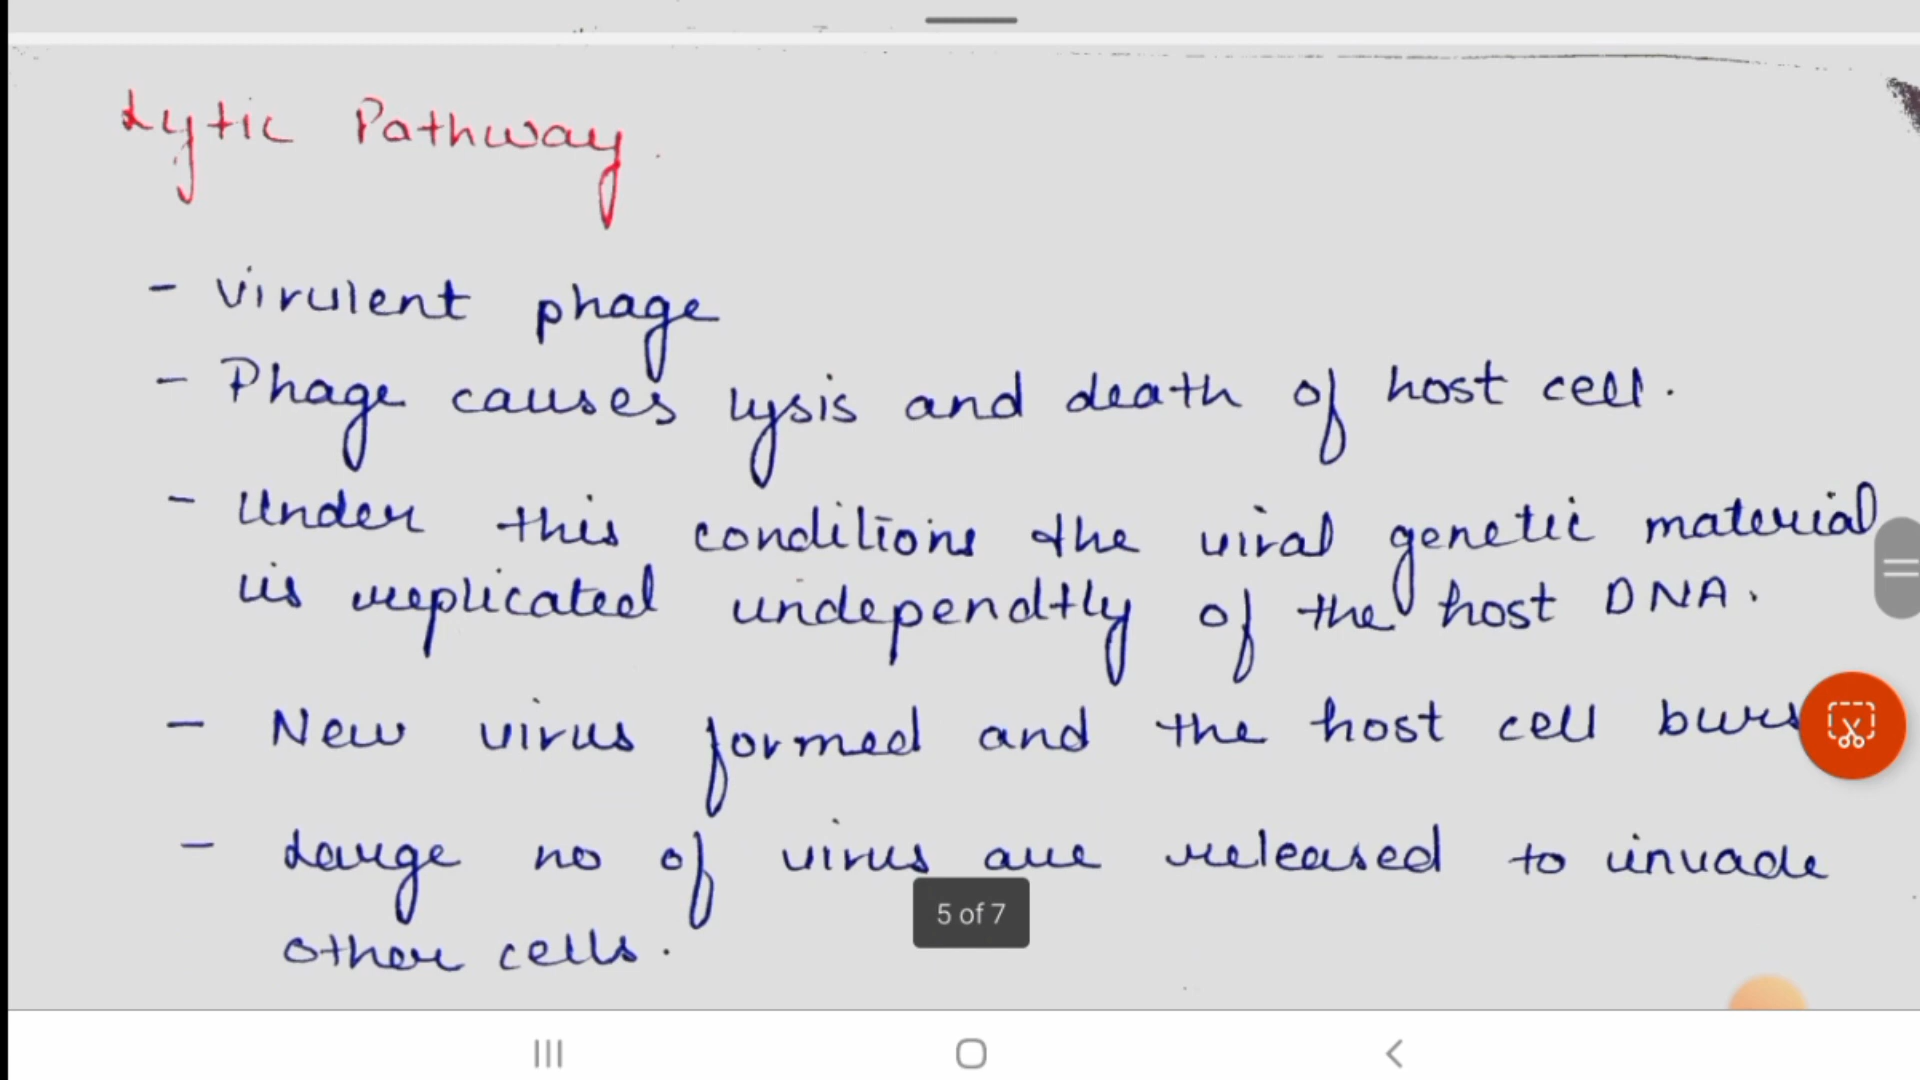 Lytic Pathway
- Virulent phage
- Phage causes lysis and death of host cell.
- Under this conditions the viral genetic material
is replicated independtly of the host DNA.
- New virus formed and the host cell
- Large no of virus are released to invade
5 of 7
other cells.